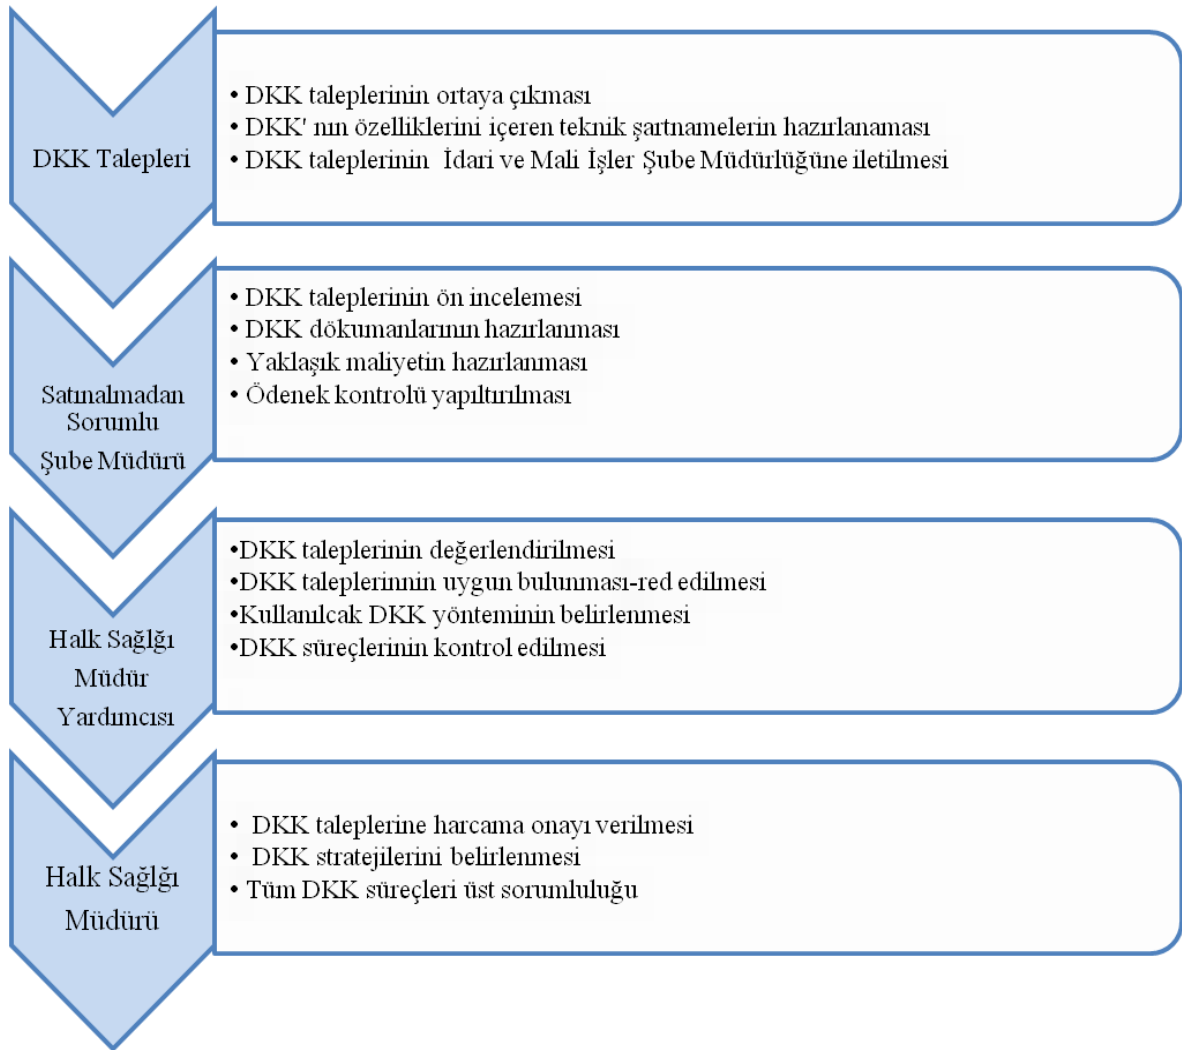 DKK Talepleri
• DKK taleplerinin ortaya çıkması
• DKK' nın özelliklerini içeren teknik şartnamelerin hazırlanaması
• DKK taleplerinin İdari ve Mali İşler Şube Müdürlüğüne iletilmesi
Satınalmadan
Sorumlu
Şube Müdürü
• DKK taleplerinin ön incelemesi
• DKK dökumanlarının hazırlanması
• Yaklaşık maliyetin hazırlanması
• Ödenek kontrolü yapıltırılması
Halk Sağlğı
Müdür
Yardımcısı
•DKK taleplerinin değerlendirilmesi
•DKK taleplerinnin uygun bulunması-red edilmesi
•Kullanılcak DKK yönteminin belirlenmesi
•DKK süreçlerinin kontrol edilmesi
Halk Sağlğı
Müdürü
• DKK taleplerine harcama onayı verilmesi
• DKK stratejilerini belirlenmesi
• Tüm DKK süreçleri üst sorumluluğu